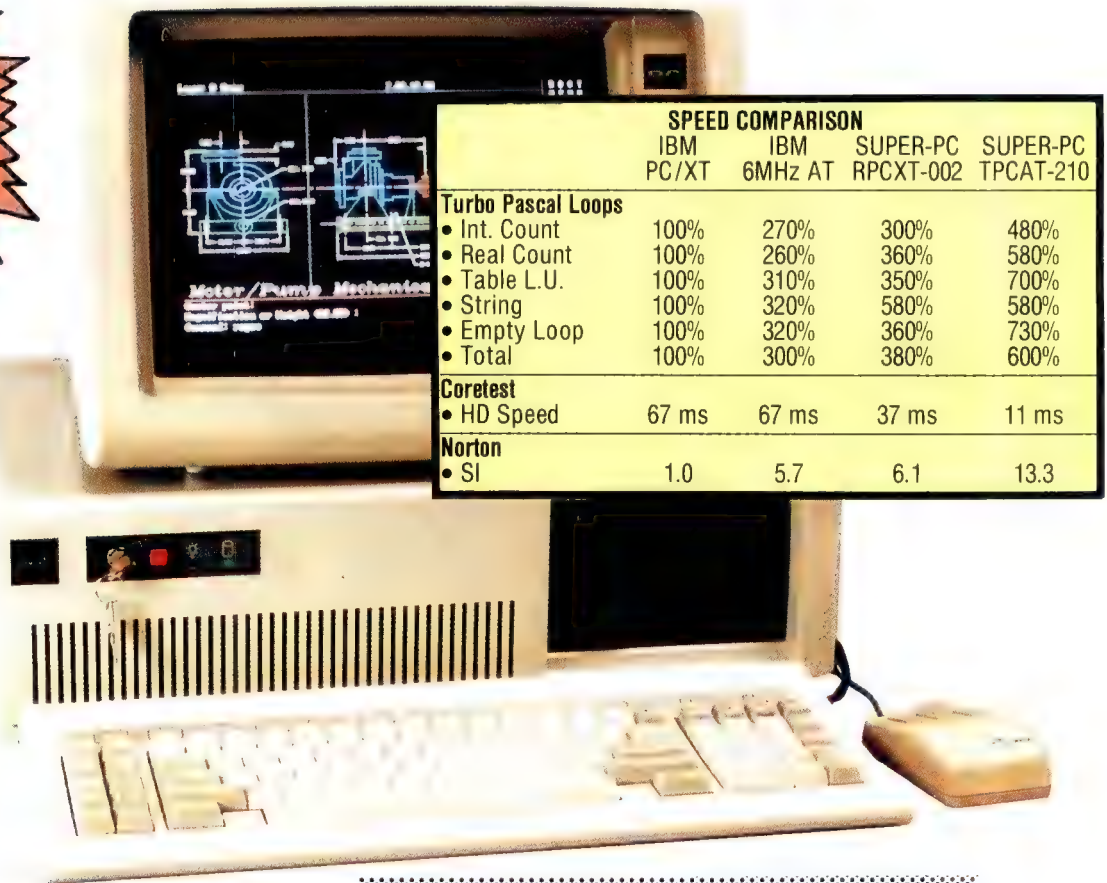 SPEED COMPARISON
IBM IBM SUPER-PC SUPER-PC
PC/XT 6MHz AT RPCXT-002 TPCAT-210
Turbo Pascal Loops
• Int. Count 100% 270% 300% 480%
• Real Count 100% 260% 360% 580%
• Table L.U. 100% 310% 350% 700%
• String 100% 320% 580% 580%
• Empty Loop 100% 320% 360% 730%
• Total 100% 300% 380% 600%
Coretest
• HD Speed 67 ms 67 ms 37 ms 11 ms
Norton
• SI 1.0 5.7 6.1 13.3
Motor/Pump